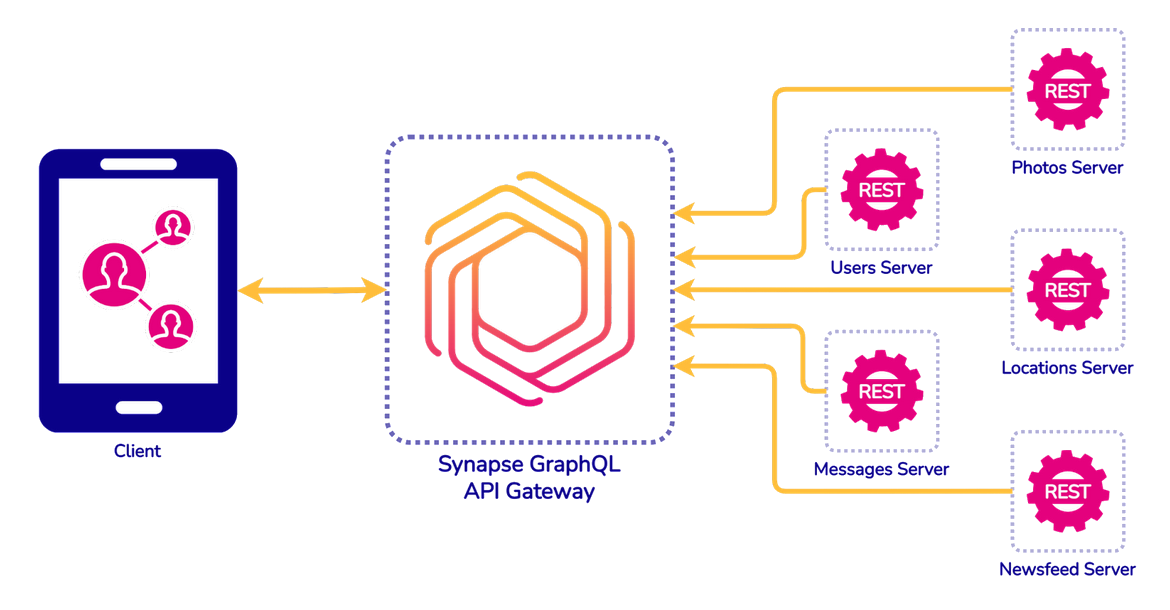 REST
Photos Server
REST
Users Server
REST
Locations Server
Client
Synapse GraphQL
API Gateway
REST
Messages Server
REST
Newsfeed Server